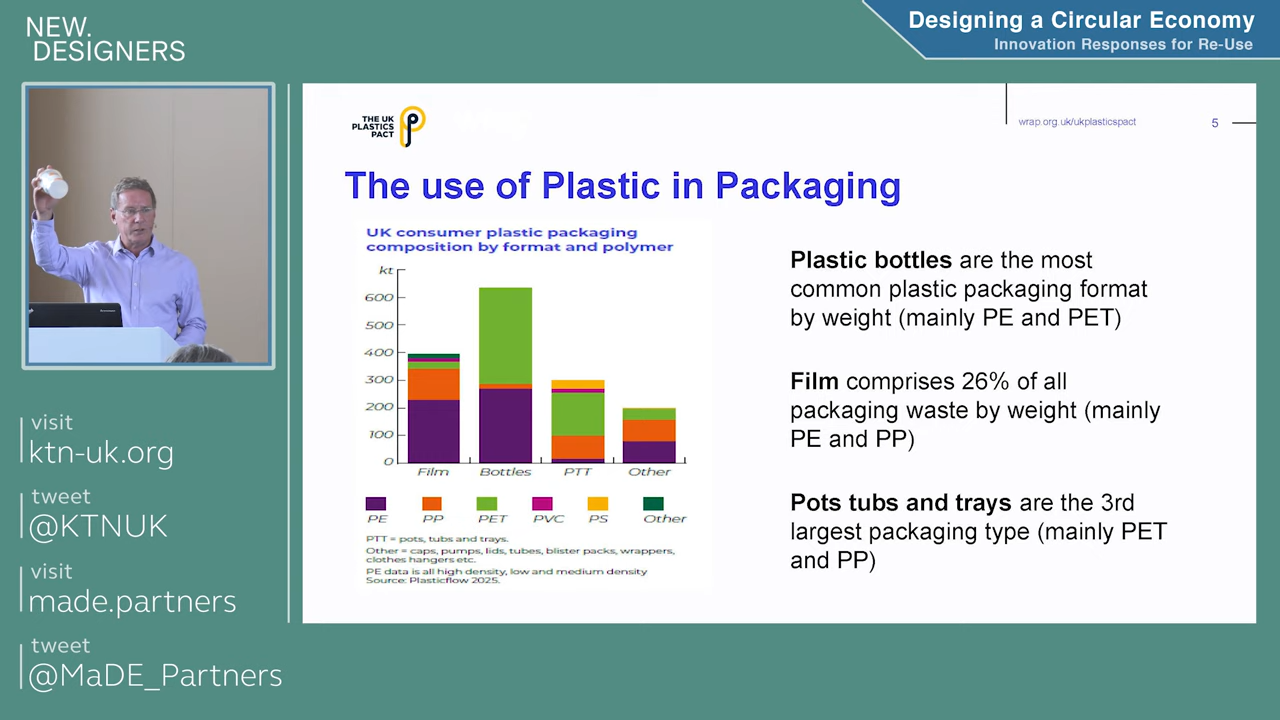 NEW.
DESIGNERS
Designing a Circular Economy
Innovation Responses for Re-Use
THE UK
PLASTICS
PACT
wrap.org.uk/ukplasticspact
5
The use of Plastic in Packaging
UK consumer plastic packaging
composition by format and polymer
kt
600
500
400
300
200
100
0
Film Bottles PTT Other
PE PP PET PVC PS Other
PTT = pots, tubs and trays.
Other = caps, pumps, lids, tubes, blister packs, wrappers,
clothes hangers etc.
PE data is all high density, low and medium density
Source: Plasticflow 2025.
Plastic bottles are the most
common plastic packaging format
by weight (mainly PE and PET)
Film comprises 26% of all
packaging waste by weight (mainly
PE and PP)
Pots tubs and trays are the 3rd
largest packaging type (mainly PET
and PP)
visit
ktn-uk.org
tweet
@KTNUK
visit
made.partners
tweet
@MaDE_Partners